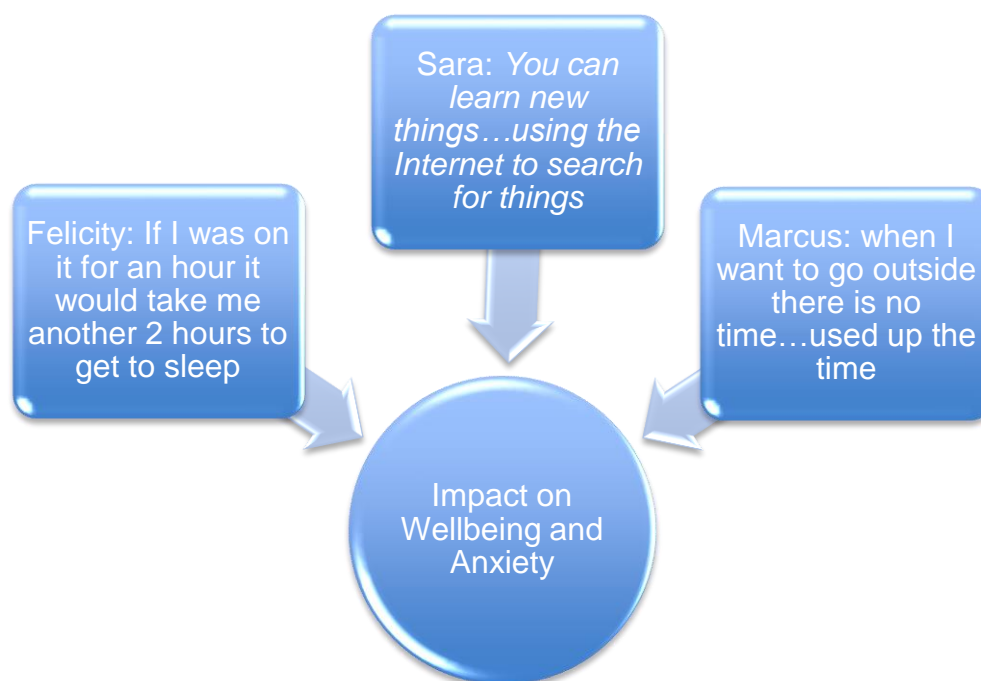 Sara: You can
learn new
things…using the
Internet to search
for things
Felicity: If I was on
it for an hour it
would take me
another 2 hours to
get to sleep
Marcus: when I
want to go outside
there is no
time…used up the
time
Impact on
Wellbeing and
Anxiety